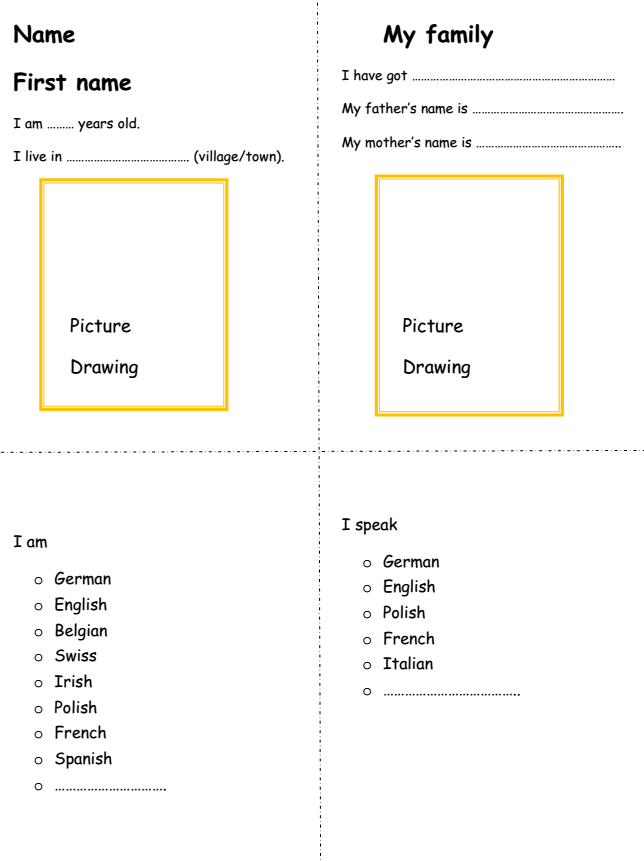 Name
First name
I am ……… years old.
I live in ………………………………… (village/town).
Picture
Drawing
My family
I have got …………………………………………………………
My father’s name is ………………………………………….
My mother’s name is ………………………………………..
Picture
Drawing
I am
o German
o English
o Belgian
o Swiss
o Irish
o Polish
o French
o Spanish
o ………………………….
I speak
o German
o English
o Polish
o French
o Italian
o ………………………………..